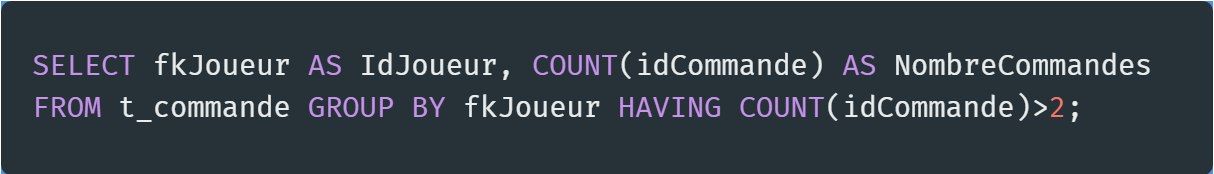 SELECT fkJoueur AS IdJoueur, COUNT(idCommande) AS NombreCommandes
FROM t_commande GROUP BY fkJoueur HAVING COUNT(idCommande)>2;